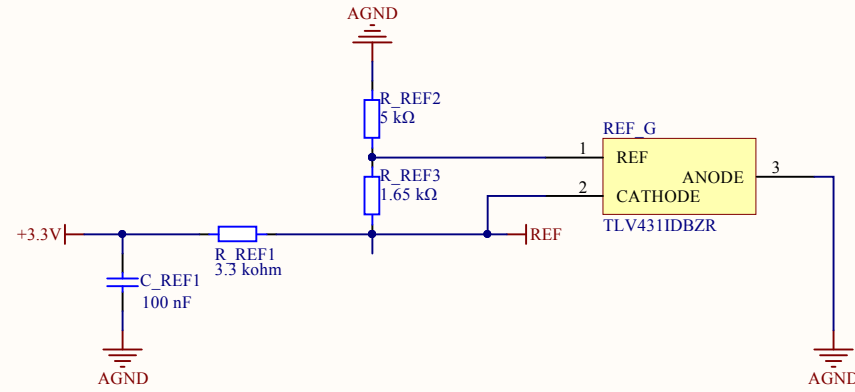 AGND
R_REF2
5 kΩ
REF_G
1
REF
R_REF3
1.65 kΩ
ANODE
3
2
CATHODE
TLV431IDBZR
+3.3V
REF
R_REF1
3.3 kohm
C_REF1
100 nF
AGND
AGND